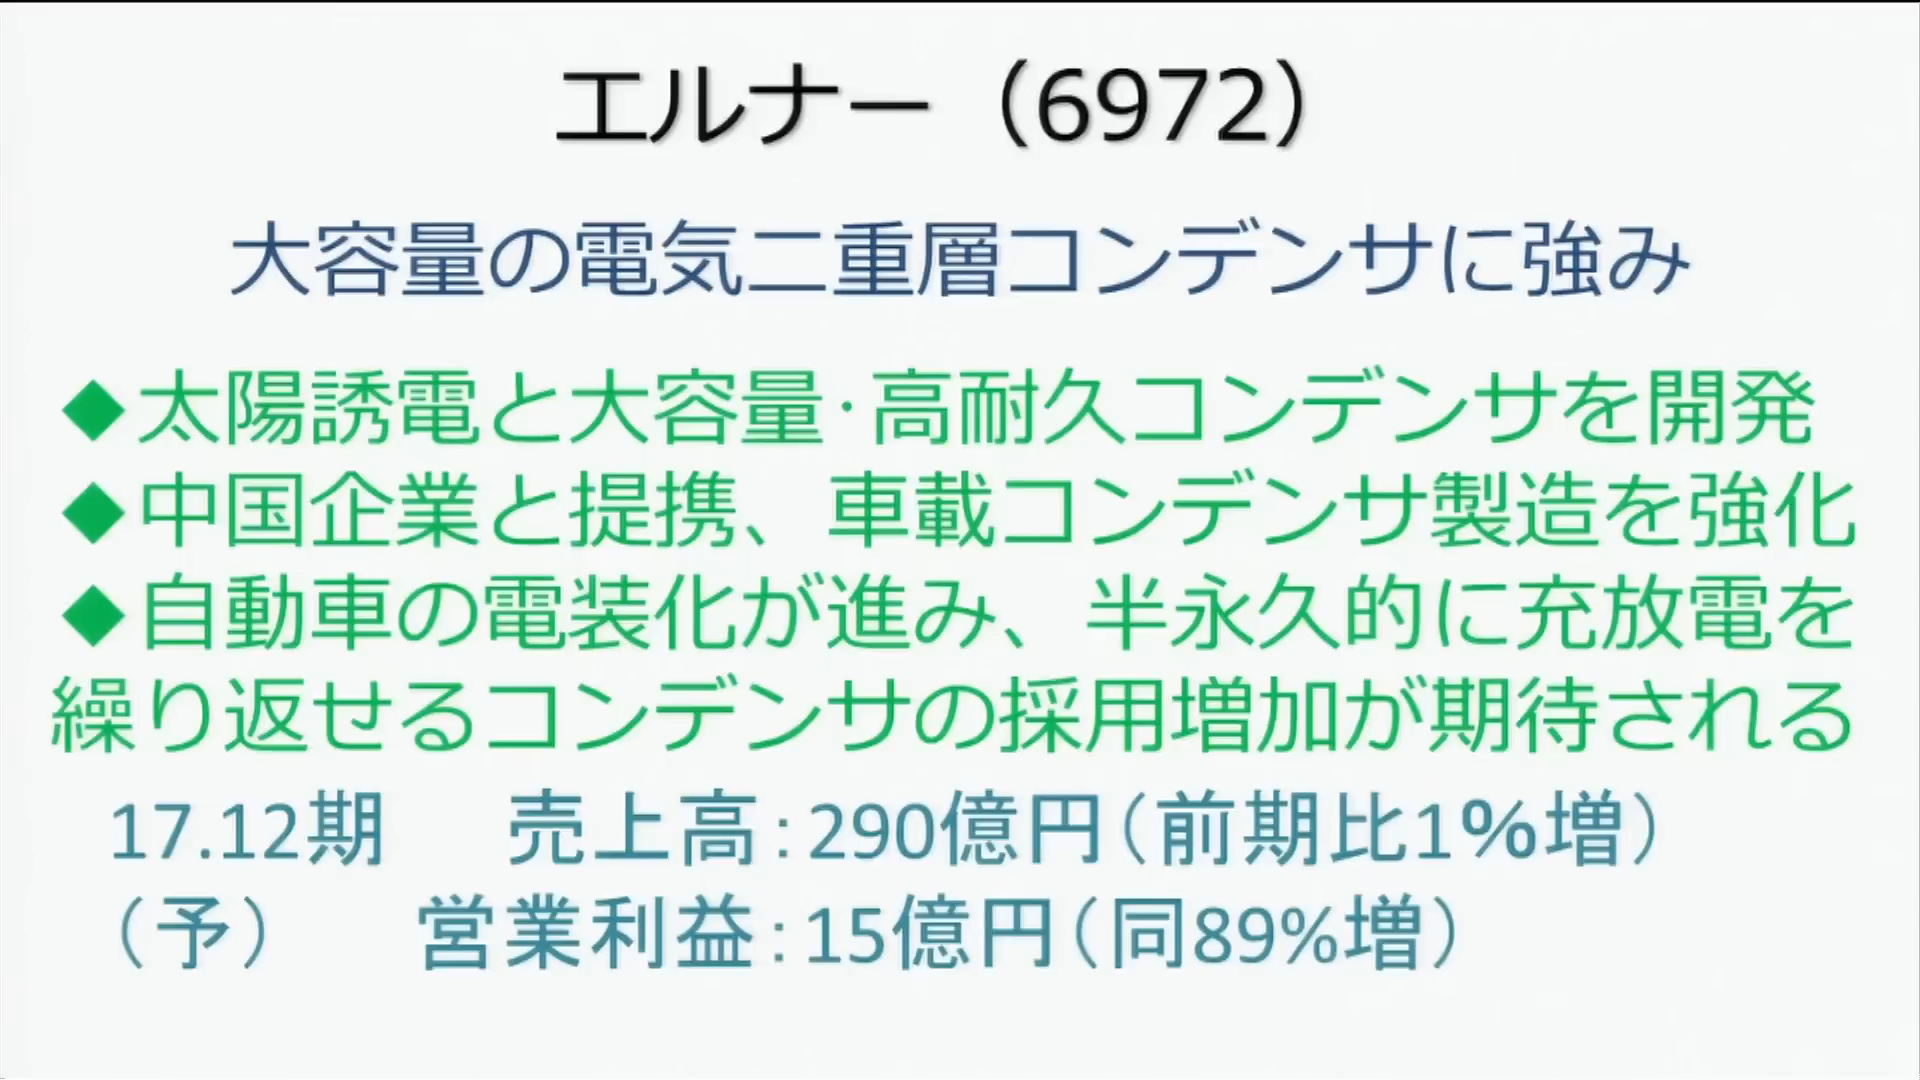 エルナー（6972）
大容量の電気二重層コンデンサに強み
◆太陽誘電と大容量･高耐久コンデンサを開発
◆中国企業と提携、車載コンデンサ製造を強化
◆自動車の電装化が進み、半永久的に充放電を
繰り返せるコンデンサの採用増加が期待される
17.12期　売上高：290億円（前期比1％増）
（予）　営業利益：15億円（同89%増）